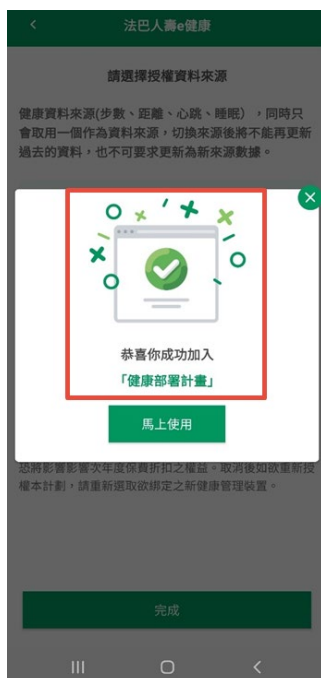 法巴人壽e健康
請選擇授權資料來源
健康資料來源(步數、距離、心跳、睡眠），同時只
會取用一個作為資料來源，切換來源後將不能再更新
過去的資料，也不可要求更新為新來源數據。
恭喜你成功加入
「健康部署計畫」
馬上使用
恐將影響影響次年度保費折扣之權益。取消後如欲重新授
權本計劃，請重新選取欲綁定之新健康管理裝置。
完成